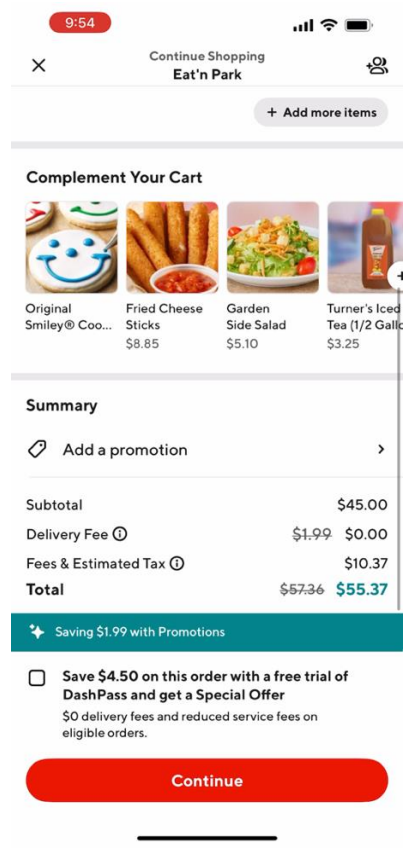 9:54
Continue Shopping
Eat'n Park
+ Add more items
Complement Your Cart
Original
Smiley® Coo...
Fried Cheese
Sticks
$8.85
Garden
Side Salad
$5.10
Turner's Iced
Tea (1/2 Gallo
$3.25
Summary
Add a promotion
Subtotal $45.00
Delivery Fee $1.99 $0.00
Fees & Estimated Tax $10.37
Total $57.36 $55.37
Saving $1.99 with Promotions
Save $4.50 on this order with a free trial of
DashPass and get a Special Offer
$0 delivery fees and reduced service fees on
eligible orders.
Continue